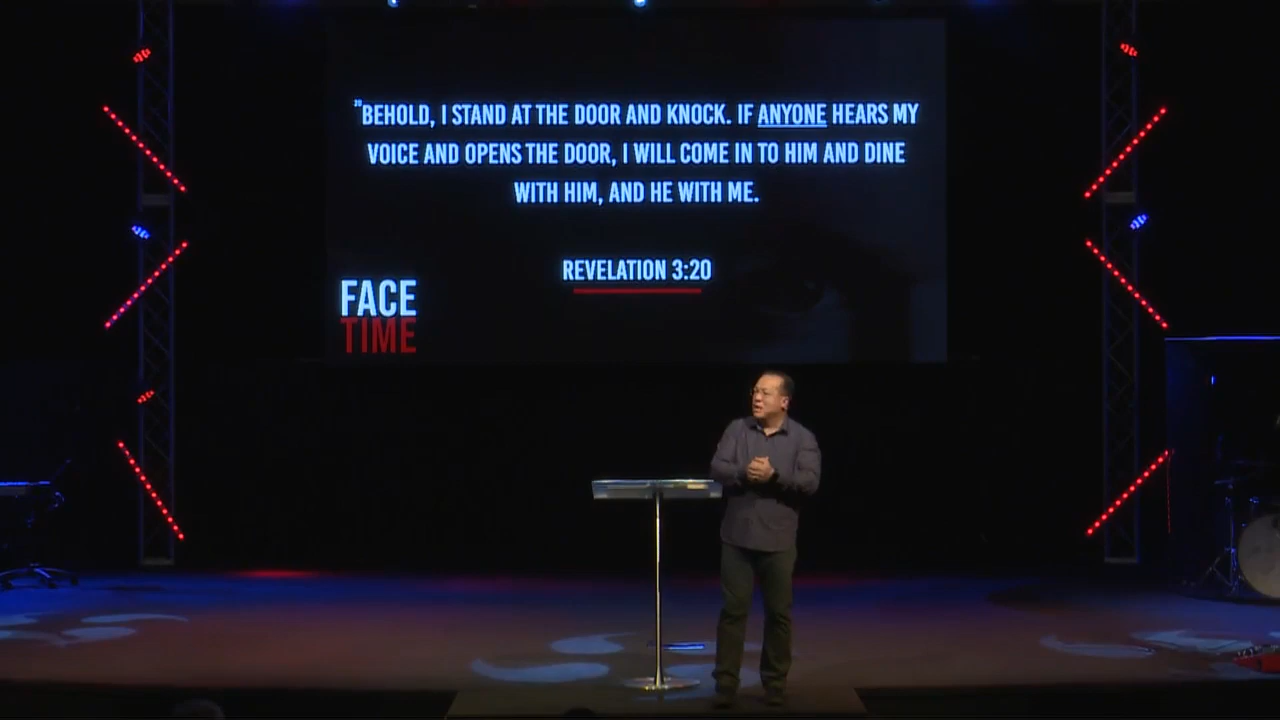 20BEHOLD, I STAND AT THE DOOR AND KNOCK. IF ANYONE HEARS MY
VOICE AND OPENS THE DOOR, I WILL COME IN TO HIM AND DINE
WITH HIM, AND HE WITH ME.
REVELATION 3:20
FACE
TIME